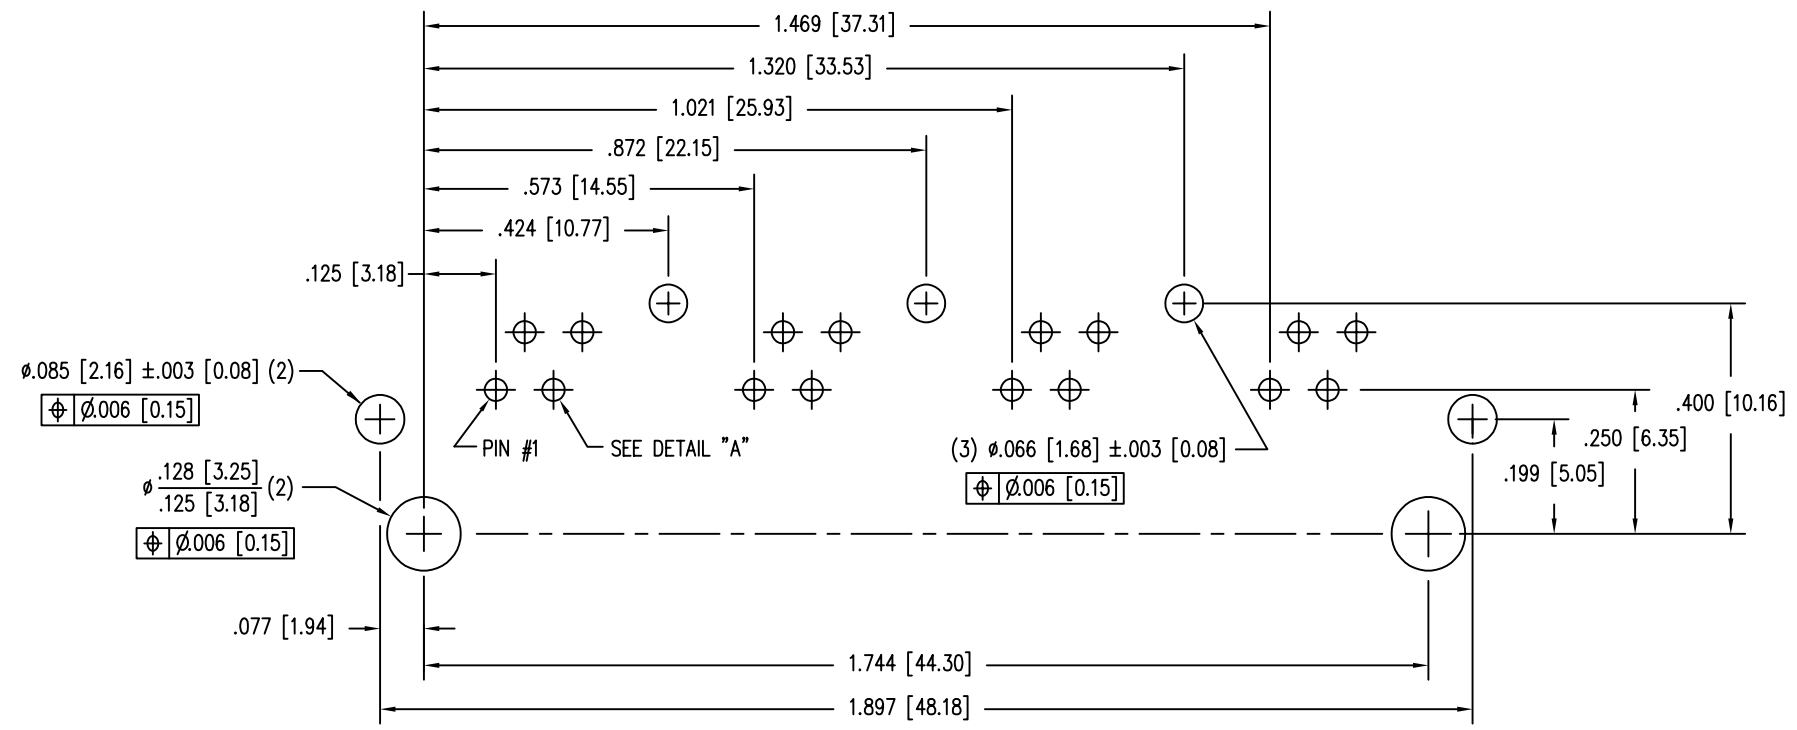 1.469 [37.31]
1.320 [33.53]
1.021 [25.93]
.872 [22.15]
.573 [14.55]
.424 [10.77]
.125 [3.18]
⌀.085 [2.16] ±.003 [0.08] (2)
⌖ ⌀.006 [0.15]
PIN #1
SEE DETAIL "A"
(3) ⌀.066 [1.68] ±.003 [0.08]
⌖ ⌀.006 [0.15]
.400 [10.16]
.250 [6.35]
.199 [5.05]
⌀ .128 [3.25]
.125 [3.18] (2)
⌖ ⌀.006 [0.15]
.077 [1.94]
1.744 [44.30]
1.897 [48.18]